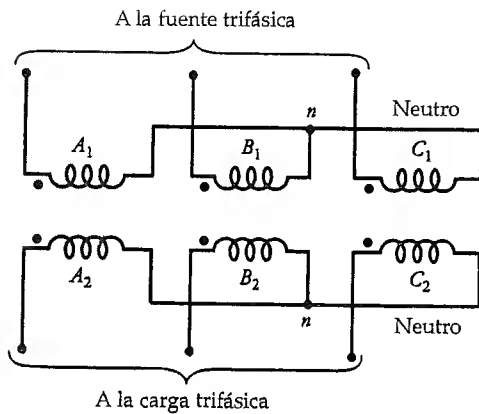 A la fuente trifásica
n
Neutro
A1
B1
C1
A2
B2
C2
n
Neutro
A la carga trifásica